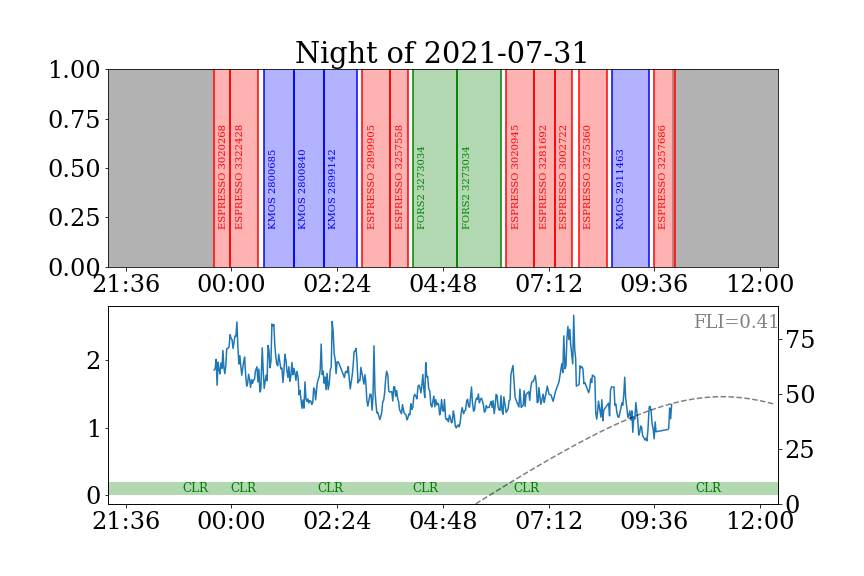 Night of 2021-07-31
1.00
0.75
0.50
0.25
0.00
ESPRESSO 3020268
ESPRESSO 3322428
KMOS 2800685
KMOS 2800840
KMOS 2899142
ESPRESSO 2899905
ESPRESSO 3257558
FORS2 3273034
FORS2 3273034
ESPRESSO 3020945
ESPRESSO 3281692
ESPRESSO 3002722
ESPRESSO 3275360
KMOS 2911463
ESPRESSO 3257686
21:36 00:00 02:24 04:48 07:12 09:36 12:00
FLI=0.41
2
1
0
75
50
25
0
CLR CLR CLR CLR CLR CLR
21:36 00:00 02:24 04:48 07:12 09:36 12:00